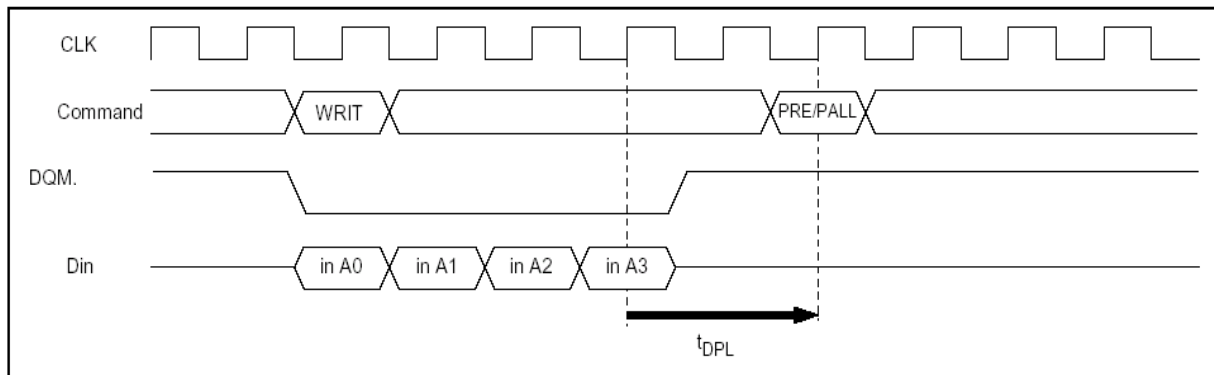 CLK
Command
WRIT
PRE/PALL
DQM.
Din
in A0
in A1
in A2
in A3
tDPL